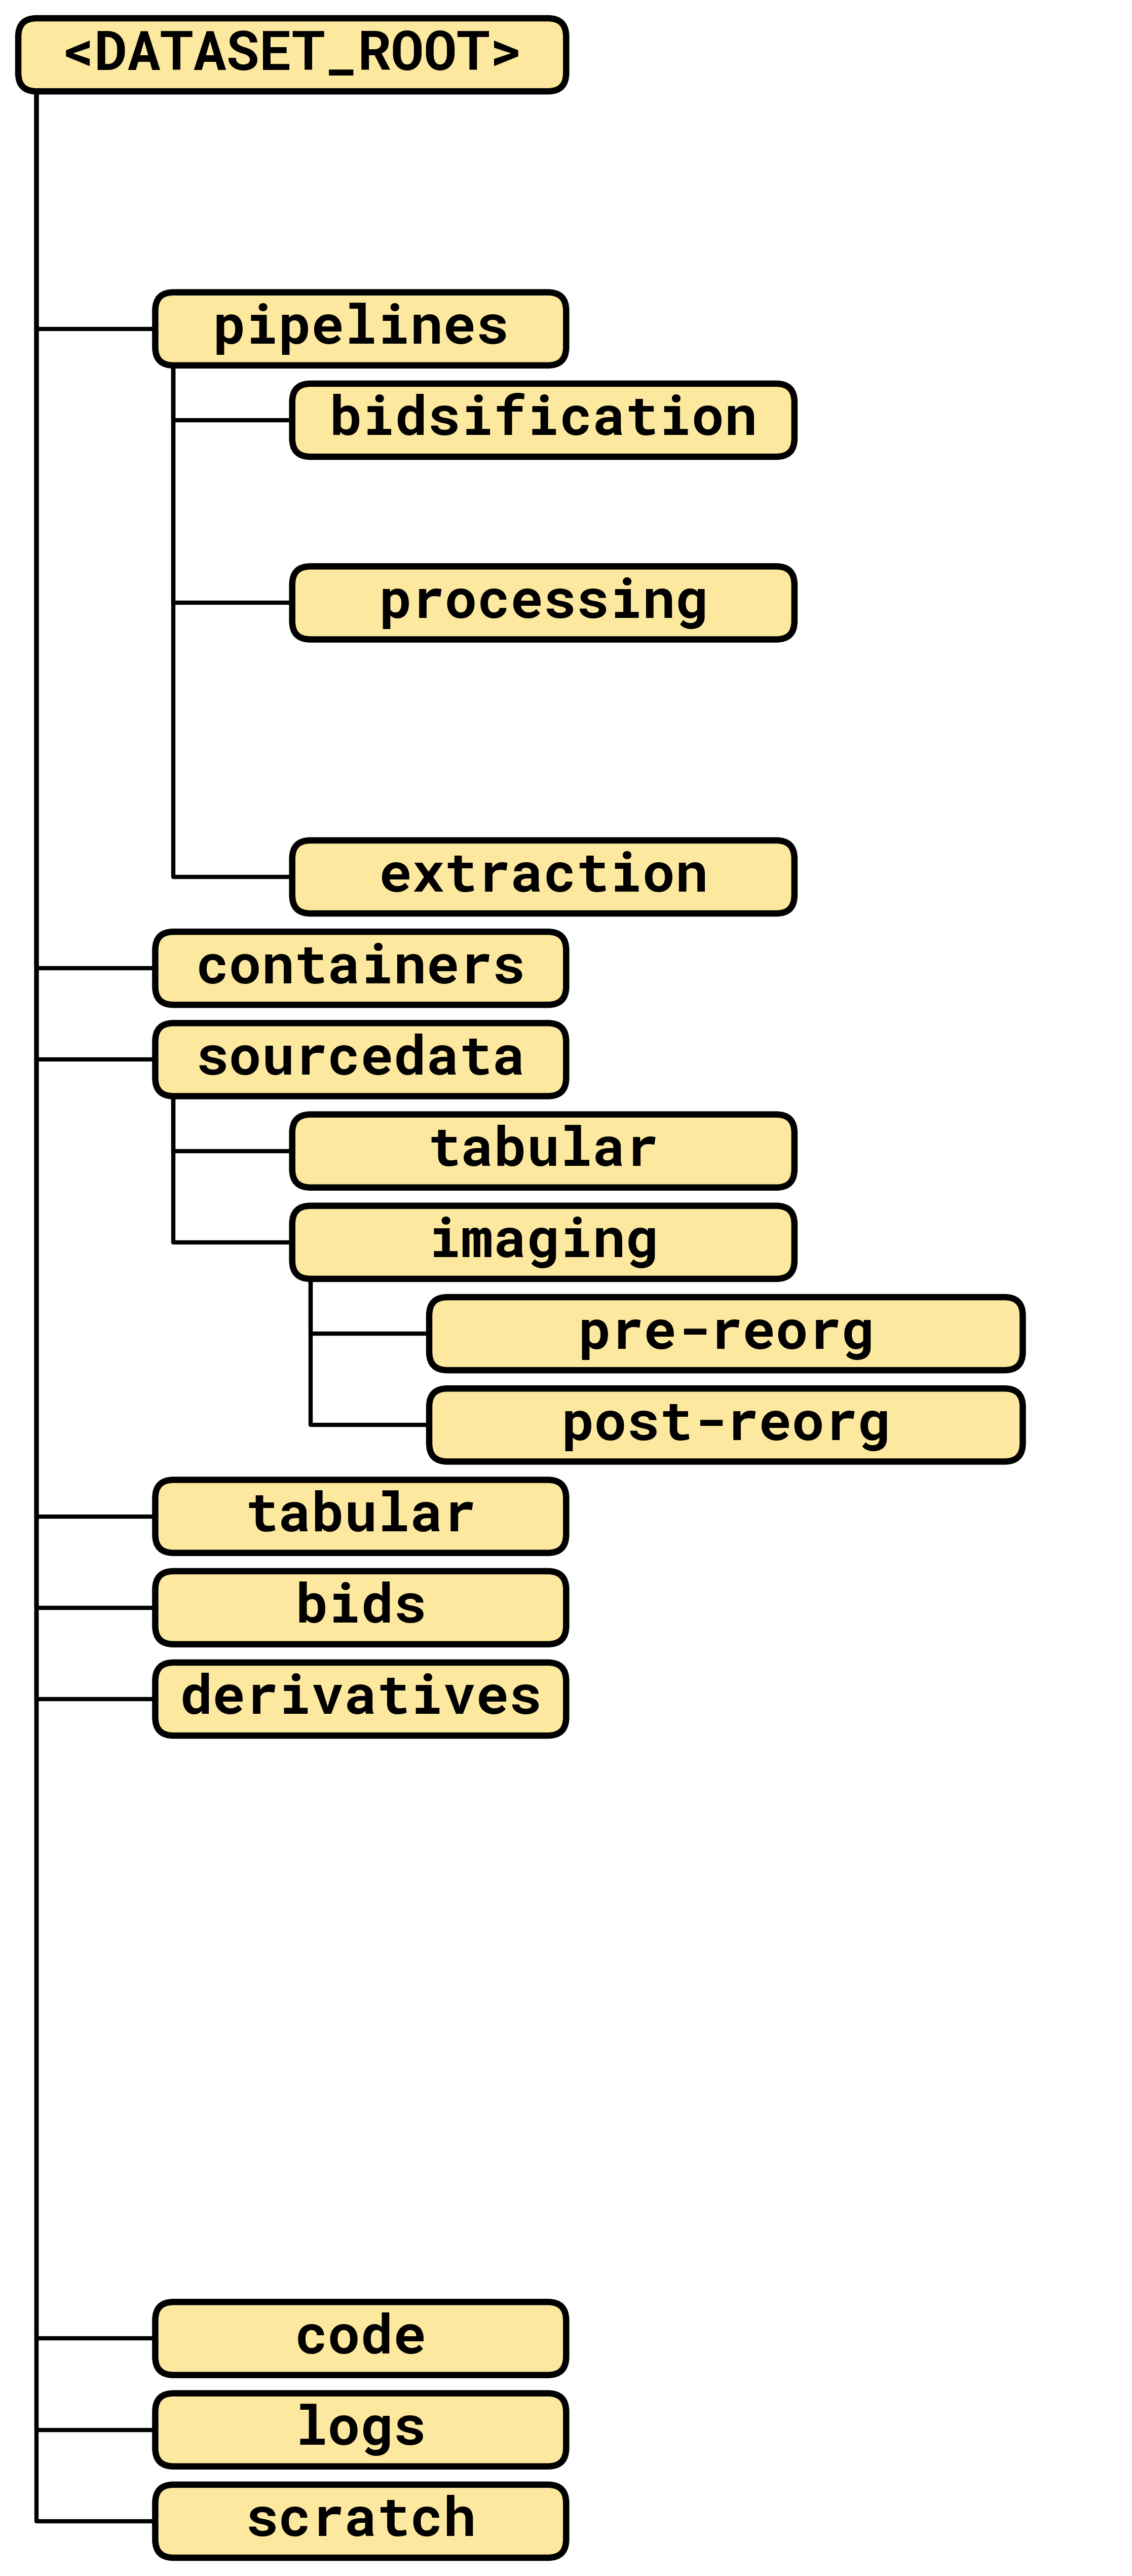 <DATASET_ROOT>
pipelines
bidsification
processing
extraction
containers
sourcedata
tabular
imaging
pre-reorg
post-reorg
tabular
bids
derivatives
code
logs
scratch